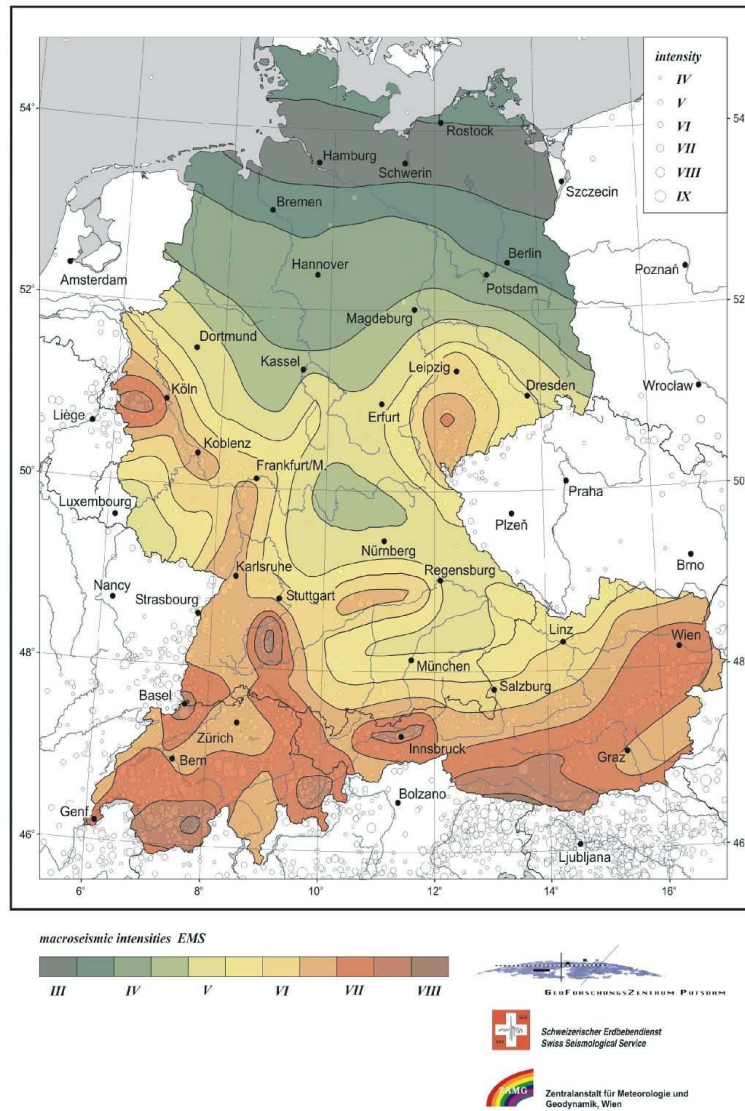 intensity
IV
V
VI
VII
VIII
IX
54°
54°
Rostock
Hamburg
Schwerin
Szczecin
Bremen
Amsterdam
Hannover
Berlin
Poznań
Potsdam
52°
52°
Magdeburg
Dortmund
Kassel
Leipzig
Dresden
Wrocław
Köln
Erfurt
Liège
Koblenz
Frankfurt/M.
50°
50°
Praha
Luxembourg
Plzeň
Nürnberg
Brno
Karlsruhe
Regensburg
Nancy
Stuttgart
Strasbourg
Linz
Wien
48°
48°
München
Salzburg
Basel
Zürich
Innsbruck
Graz
Bern
Bolzano
Genf
46°
46°
Ljubljana
6°
8°
10°
12°
14°
16°
macroseismic intensities EMS
III IV V VI VII VIII
GEOFORSCHUNGSZENTRUM POTSDAM
Schweizerischer Erdbebendienst
Swiss Seismological Service
ZAMG
Zentralanstalt für Meteorologie und
Geodynamik, Wien